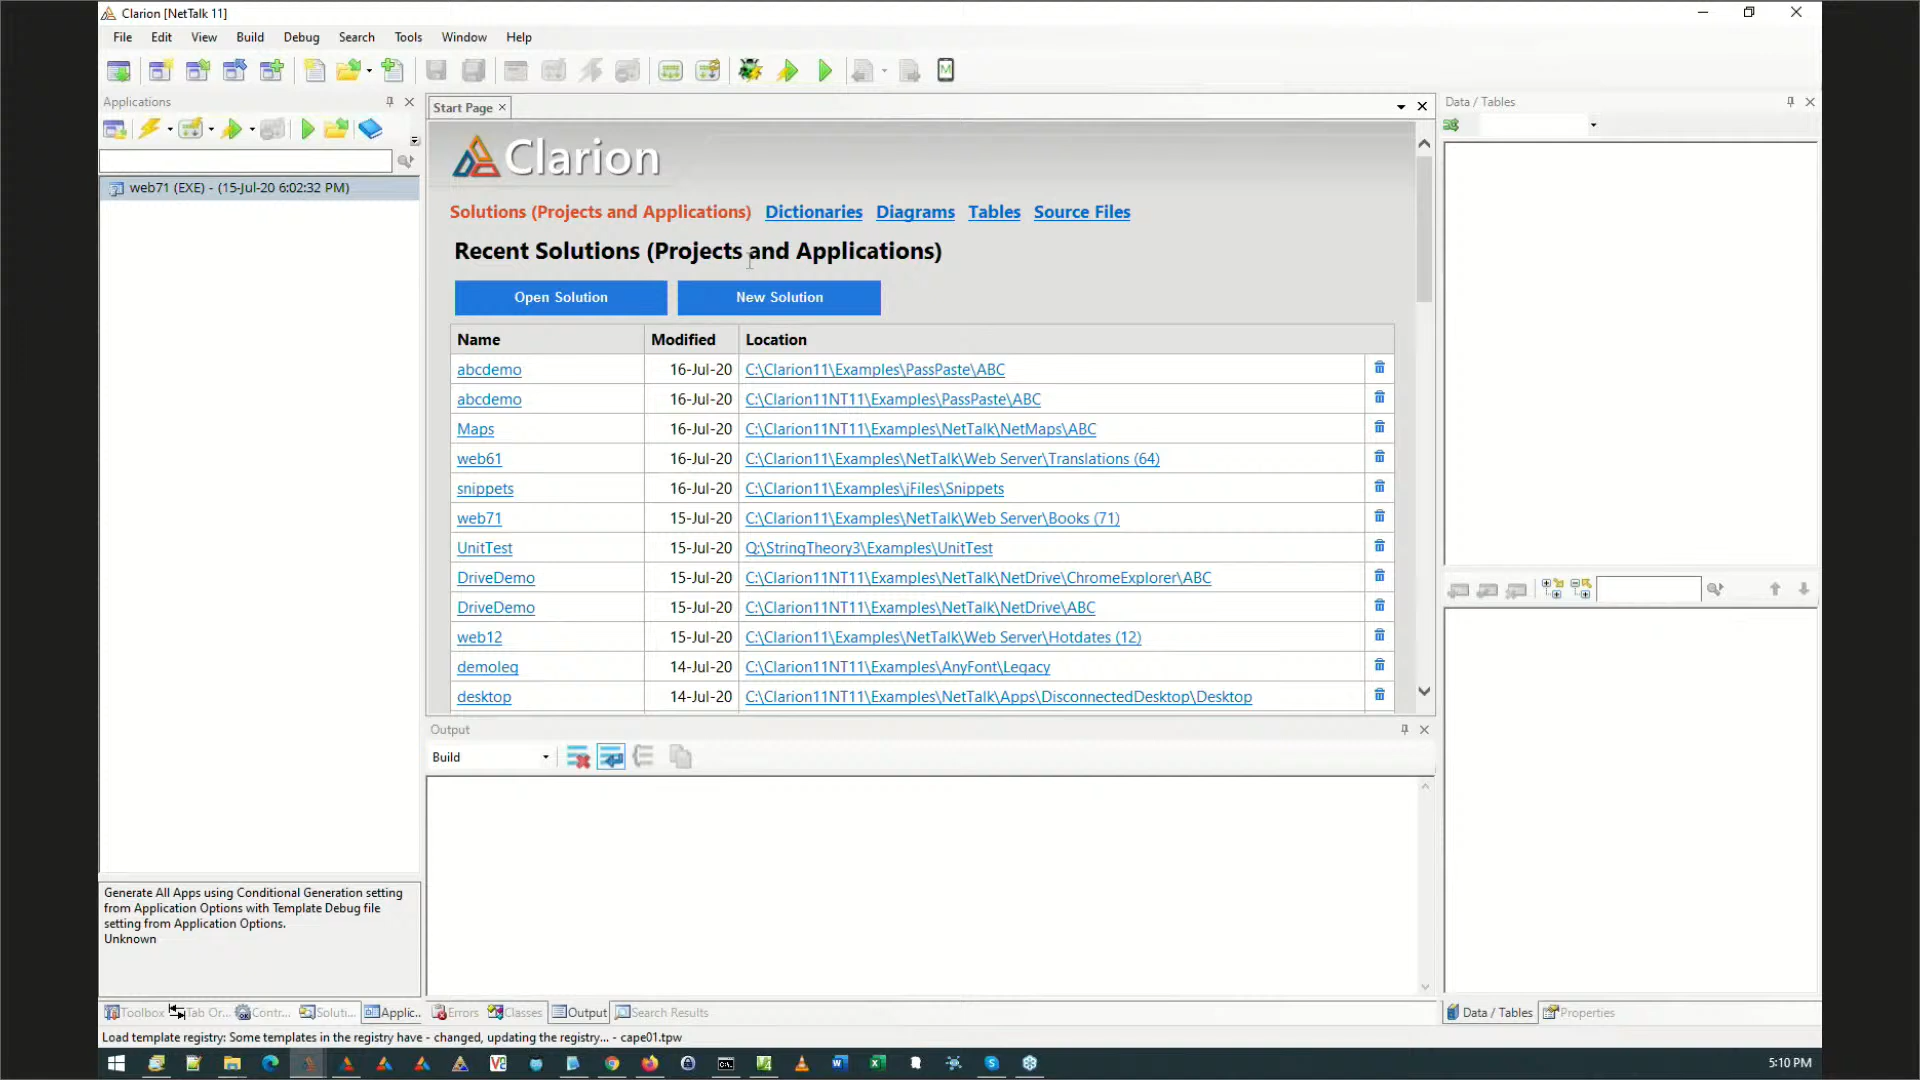 Clarion [NetTalk 11]
File Edit View Build Debug Search Tools Window Help
Applications
web71 (EXE) - (15-Jul-20 6:02:32 PM)
Generate All Apps using Conditional Generation setting
from Application Options with Template Debug file
setting from Application Options.
Unknown
Toolbox Tab Or... Contr... Soluti... Applic...
Start Page
Clarion
Solutions (Projects and Applications) Dictionaries Diagrams Tables Source Files
Recent Solutions (Projects and Applications)
Open Solution New Solution
Name Modified Location
abcdemo 16-Jul-20 C:\Clarion11\Examples\PassPaste\ABC
abcdemo 16-Jul-20 C:\Clarion11NT11\Examples\PassPaste\ABC
Maps 16-Jul-20 C:\Clarion11NT11\Examples\NetTalk\NetMaps\ABC
web61 16-Jul-20 C:\Clarion11\Examples\NetTalk\Web Server\Translations (64)
snippets 16-Jul-20 C:\Clarion11\Examples\jFiles\Snippets
web71 15-Jul-20 C:\Clarion11\Examples\NetTalk\Web Server\Books (71)
UnitTest 15-Jul-20 Q:\StringTheory3\Examples\UnitTest
DriveDemo 15-Jul-20 C:\Clarion11NT11\Examples\NetTalk\NetDrive\ChromeExplorer\ABC
DriveDemo 15-Jul-20 C:\Clarion11NT11\Examples\NetTalk\NetDrive\ABC
web12 15-Jul-20 C:\Clarion11NT11\Examples\NetTalk\Web Server\Hotdates (12)
demoleg 14-Jul-20 C:\Clarion11NT11\Examples\AnyFont\Legacy
desktop 14-Jul-20 C:\Clarion11NT11\Examples\NetTalk\Apps\DisconnectedDesktop\Desktop
Output
Build
Errors Classes Output Search Results
Data / Tables
Data / Tables Properties
Load template registry: Some templates in the registry have - changed, updating the registry... - cape01.tpw
5:10 PM